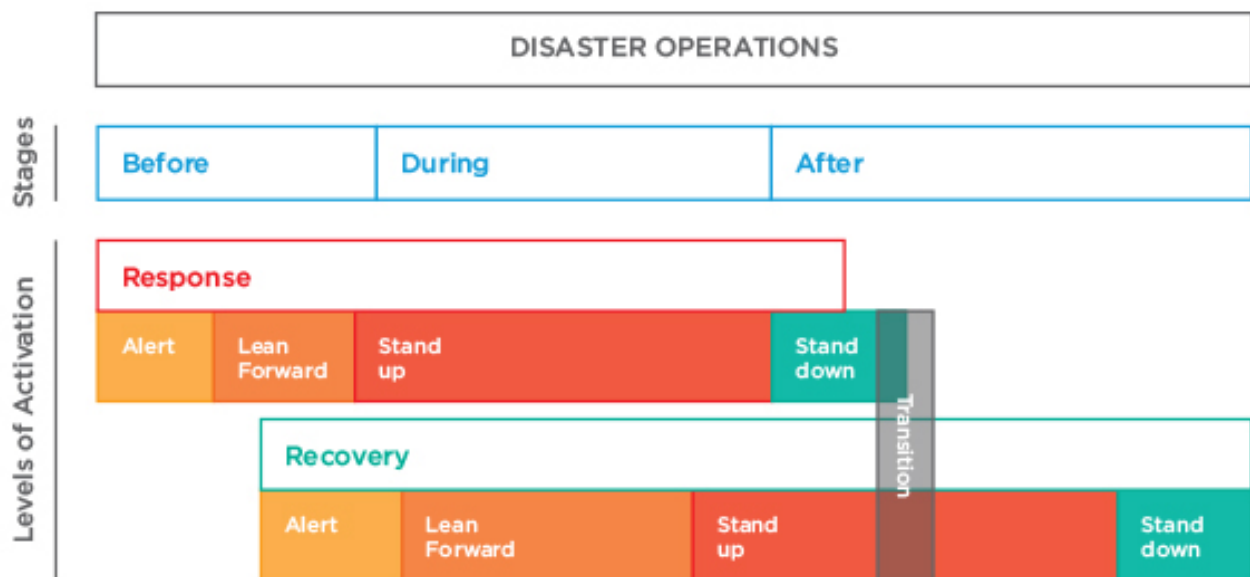 DISASTER OPERATIONS
Stages
Before
During
After
Levels of Activation
Response
Alert
Lean
Forward
Stand
up
Stand
down
Transition
Recovery
Alert
Lean
Forward
Stand
up
Stand
down